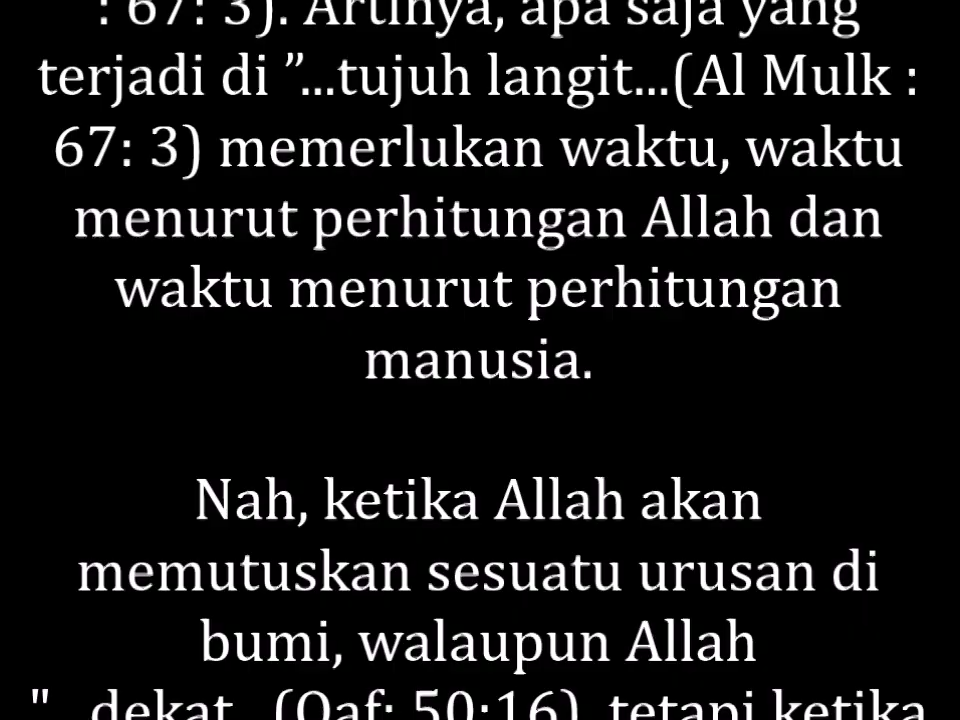 : 67: 3). Artinya, apa saja yang
terjadi di ”...tujuh langit...(Al Mulk :
67: 3) memerlukan waktu, waktu
menurut perhitungan Allah dan
waktu menurut perhitungan
manusia.
Nah, ketika Allah akan
memutuskan sesuatu urusan di
bumi, walaupun Allah
"...dekat...(Qaf: 50:16), tetapi ketika